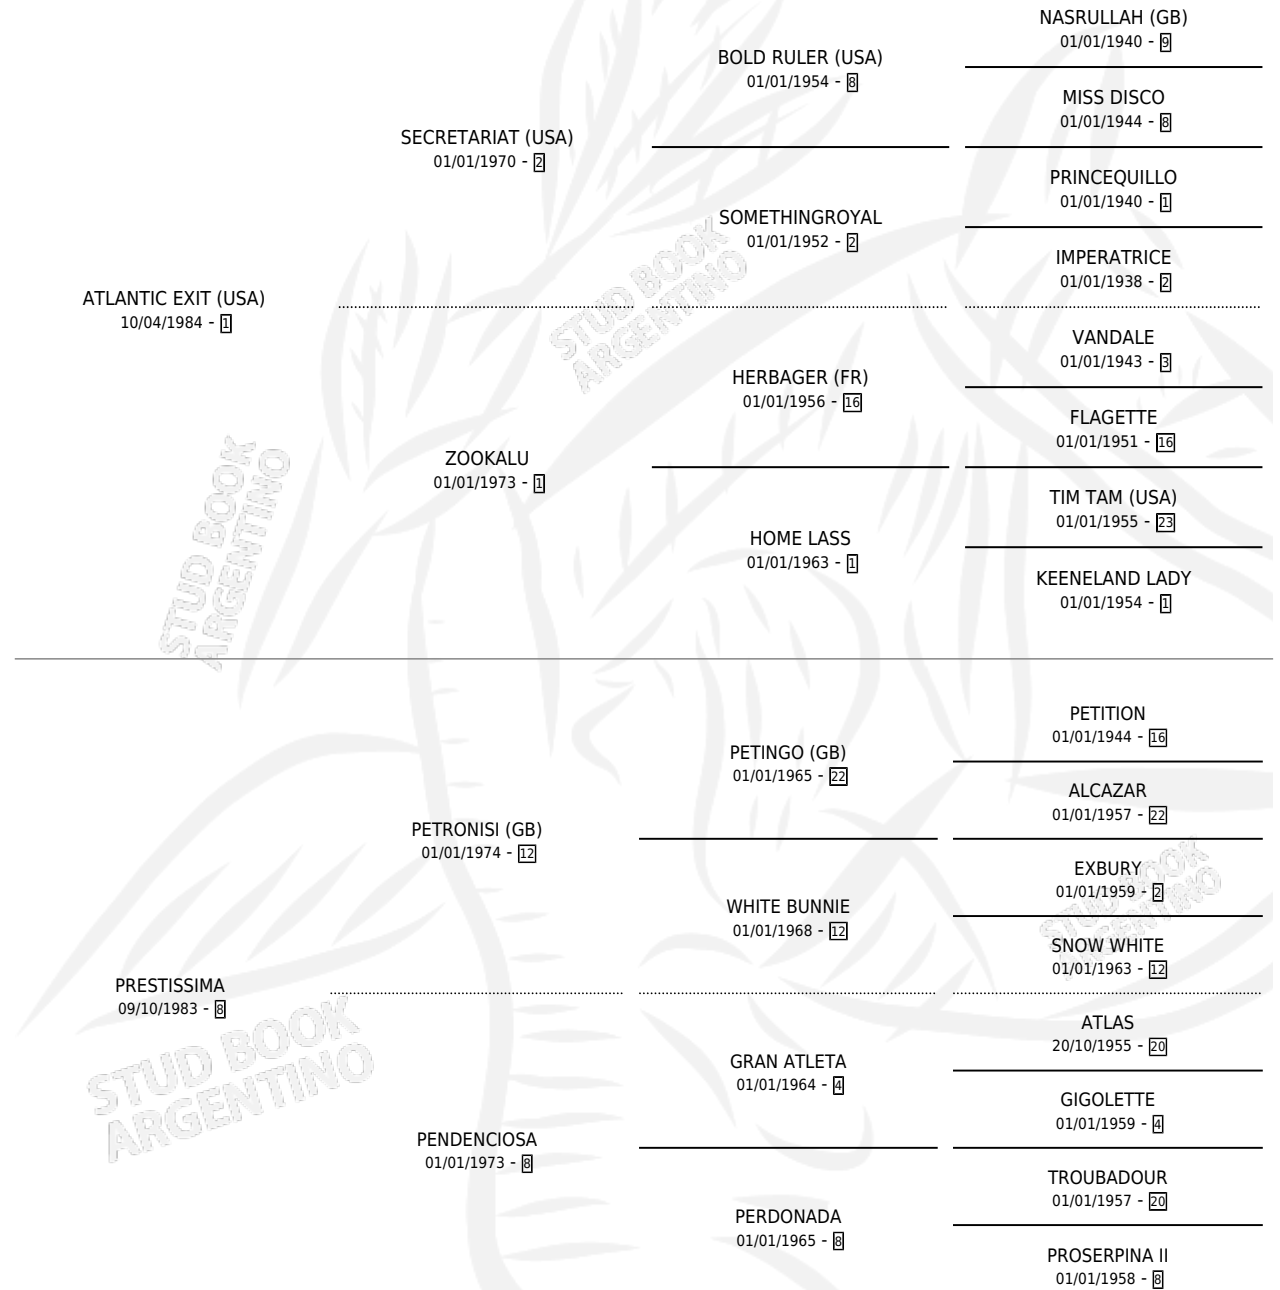 NASRULLAH (GB)
01/01/1940 - 9
BOLD RULER (USA)
01/01/1954 - 8
MISS DISCO
01/01/1944 - 8
SECRETARIAT (USA)
01/01/1970 - 2
PRINCEQUILLO
01/01/1940 - 1
SOMETHINGROYAL
01/01/1952 - 2
IMPERATRICE
01/01/1938 - 2
ATLANTIC EXIT (USA)
10/04/1984 - 1
VANDALE
01/01/1943 - 3
HERBAGER (FR)
01/01/1956 - 16
FLAGETTE
01/01/1951 - 16
ZOOKALU
01/01/1973 - 1
TIM TAM (USA)
01/01/1955 - 23
HOME LASS
01/01/1963 - 1
KEENELAND LADY
01/01/1954 - 1
PETITION
01/01/1944 - 16
PETINGO (GB)
01/01/1965 - 22
ALCAZAR
01/01/1957 - 22
PETRONISI (GB)
01/01/1974 - 12
EXBURY
01/01/1959 - 2
WHITE BUNNIE
01/01/1968 - 12
SNOW WHITE
01/01/1963 - 12
PRESTISSIMA
09/10/1983 - 8
ATLAS
20/10/1955 - 20
GRAN ATLETA
01/01/1964 - 4
GIGOLETTE
01/01/1959 - 4
PENDENCIOSA
01/01/1973 - 8
TROUBADOUR
01/01/1957 - 20
PERDONADA
01/01/1965 - 8
PROSERPINA II
01/01/1958 - 8
STUD BOOK
ARGENTINO
STUD BOOK
ARGENTINO
STUD BOOK
ARGENTINO
STUD BOOK
ARGENTINO